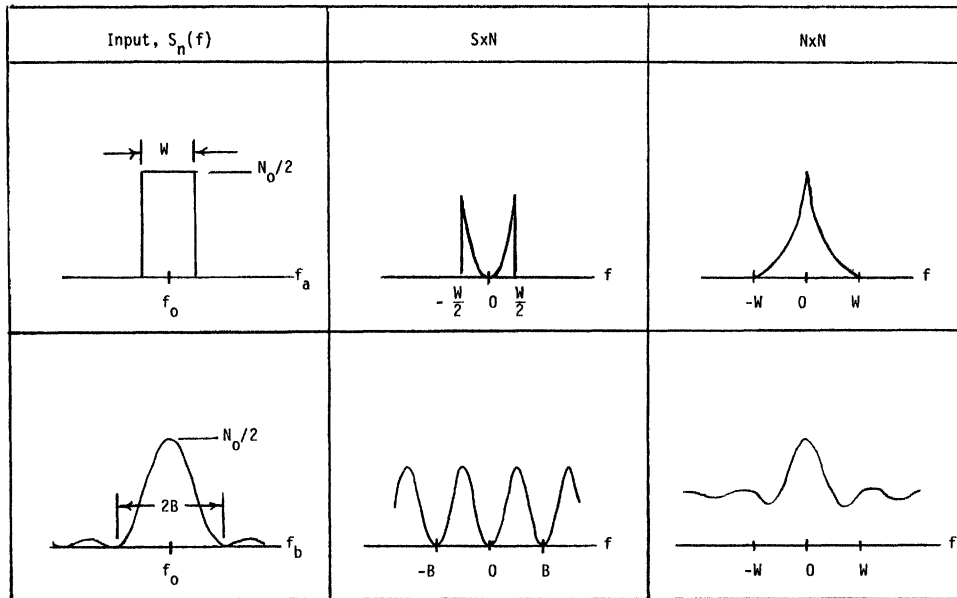 Input, S_n(f) SxN NxN
W
N_o/2
f_a
f_o
- W/2 0 W/2 f
-W 0 W f
N_o/2
2B
f_b
f_o
-B 0 B f
-W 0 W f